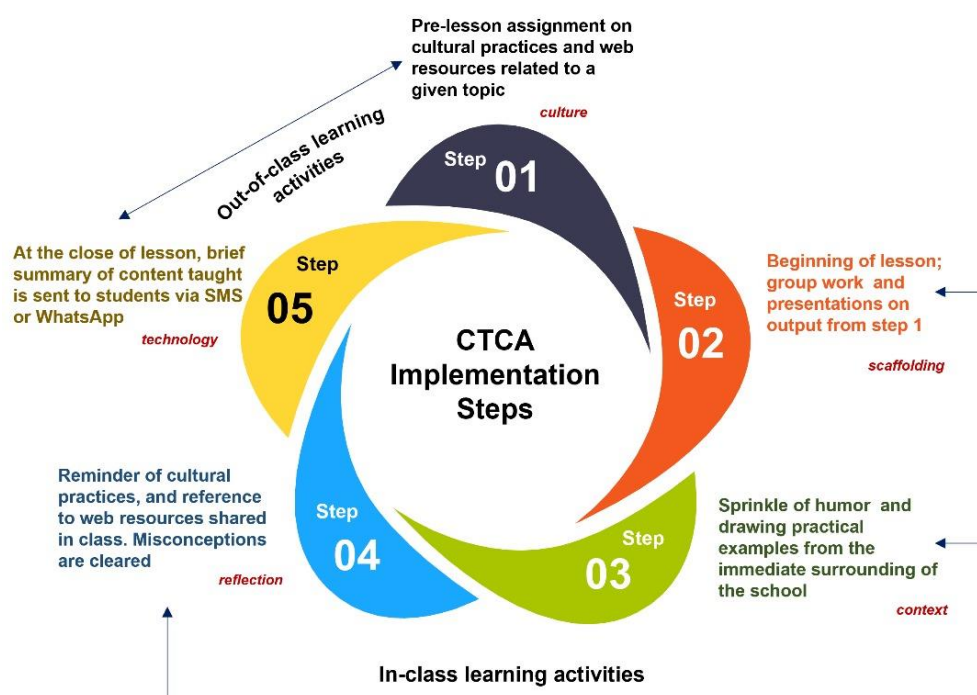 Pre-lesson assignment on
cultural practices and web
resources related to a
given topic
culture
Out-of-class learning
activities
Step
01
At the close of lesson, brief
summary of content taught
is sent to students via SMS
or WhatsApp
technology
Step
05
Beginning of lesson;
group work and
presentations on
output from step 1
scaffolding
Step
02
CTCA
Implementation
Steps
Reminder of cultural
practices, and reference
to web resources shared
in class. Misconceptions
are cleared
reflection
Step
04
Sprinkle of humor and
drawing practical
examples from the
immediate surrounding of
the school
context
Step
03
In-class learning activities